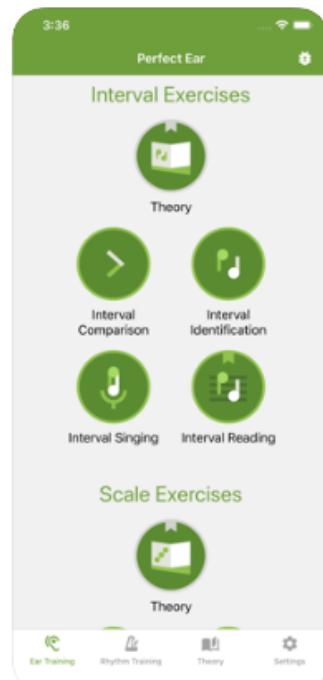 3:36
Perfect Ear
Interval Exercises
Theory
Interval
Comparison
Interval
Identification
Interval Singing
Interval Reading
Scale Exercises
Theory
Ear Training
Rhythm Training
Theory
Settings